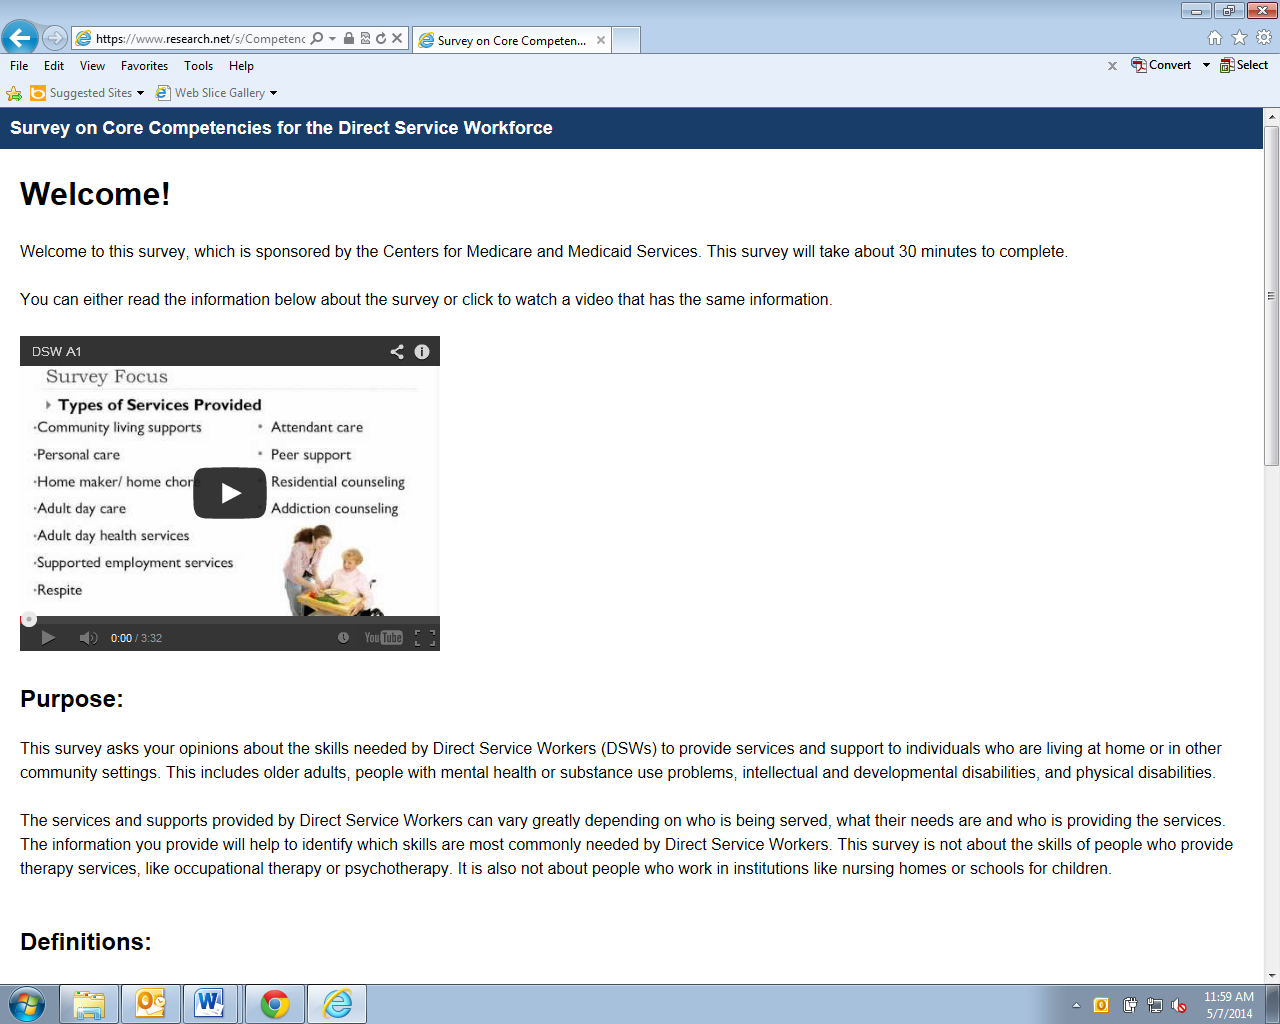 https://www.research.net/s/Competenc
Survey on Core Competen...
File Edit View Favorites Tools Help
x Convert Select
Suggested Sites Web Slice Gallery
Survey on Core Competencies for the Direct Service Workforce
Welcome!
Welcome to this survey, which is sponsored by the Centers for Medicare and Medicaid Services. This survey will take about 30 minutes to complete.
You can either read the information below about the survey or click to watch a video that has the same information.
DSW A1
Survey Focus
Types of Services Provided
·Community living supports
• Attendant care
·Personal care
• Peer support
·Home maker/ home chore
Residential counseling
·Adult day care
Addiction counseling
·Adult day health services
·Supported employment services
·Respite
0:00 / 3:32
YouTube
Purpose:
This survey asks your opinions about the skills needed by Direct Service Workers (DSWs) to provide services and support to individuals who are living at home or in other
community settings. This includes older adults, people with mental health or substance use problems, intellectual and developmental disabilities, and physical disabilities.
The services and supports provided by Direct Service Workers can vary greatly depending on who is being served, what their needs are and who is providing the services.
The information you provide will help to identify which skills are most commonly needed by Direct Service Workers. This survey is not about the skills of people who provide
therapy services, like occupational therapy or psychotherapy. It is also not about people who work in institutions like nursing homes or schools for children.
Definitions:
11:59 AM
5/7/2014